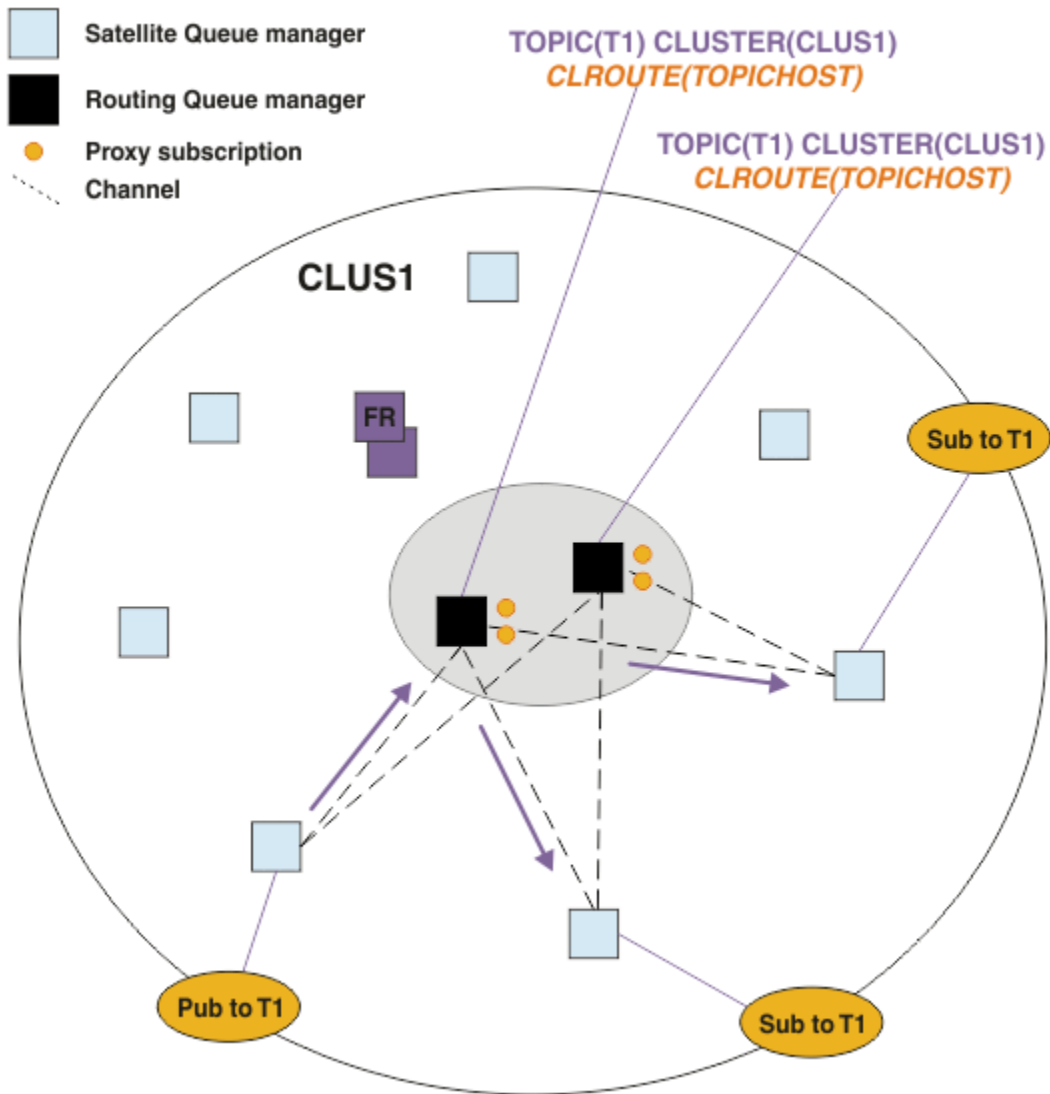 Satellite Queue manager
Routing Queue manager
Proxy subscription
Channel
TOPIC(T1) CLUSTER(CLUS1)
CLROUTE(TOPICHOST)
TOPIC(T1) CLUSTER(CLUS1)
CLROUTE(TOPICHOST)
CLUS1
FR
Sub to T1
Pub to T1
Sub to T1